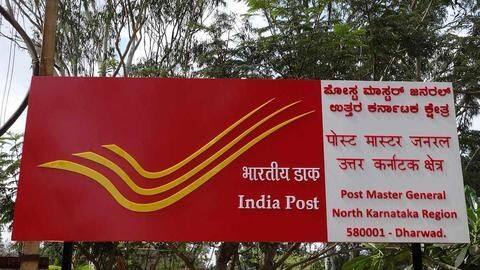 भारतीय डाक
India Post
ಪೋಸ್ಟ ಮಾಸ್ಟರ್ ಜನರಲ್
ಉತ್ತರ ಕರ್ನಾಟಕ ಕ್ಷೇತ್ರ
पोस्ट मास्टर जनरल
उत्तर कर्नाटक क्षेत्र
Post Master General
North Karnataka Region
580001 - Dharwad.